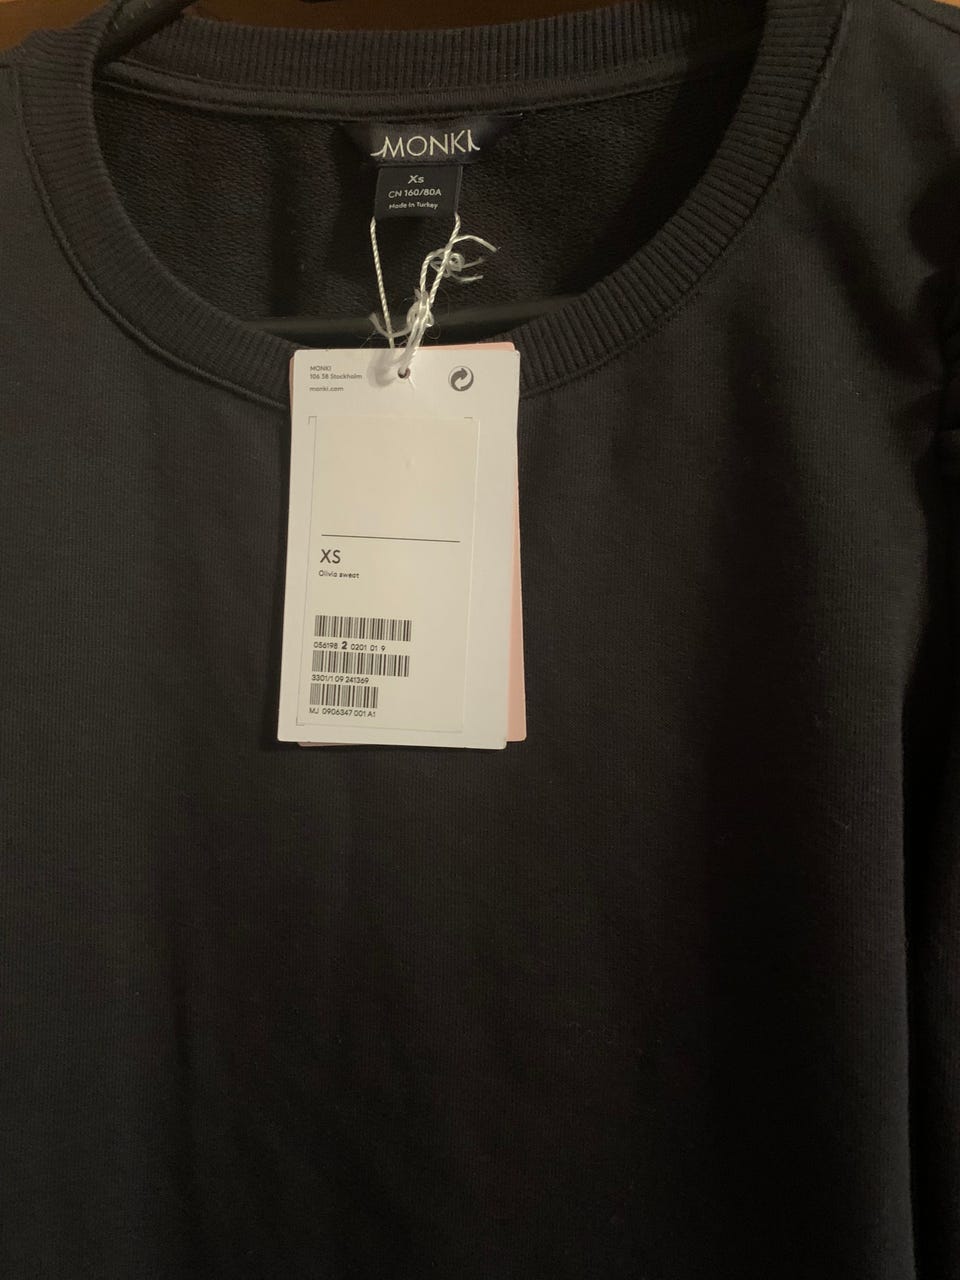 MONKI
Xs
CN 160/80A
Made in Turkey
MONKI
106 38 Stockholm
monki.com
XS
Olivia sweat
056198 2 0201 01 9
3301/1 09 241369
MJ 0906347 001 A1